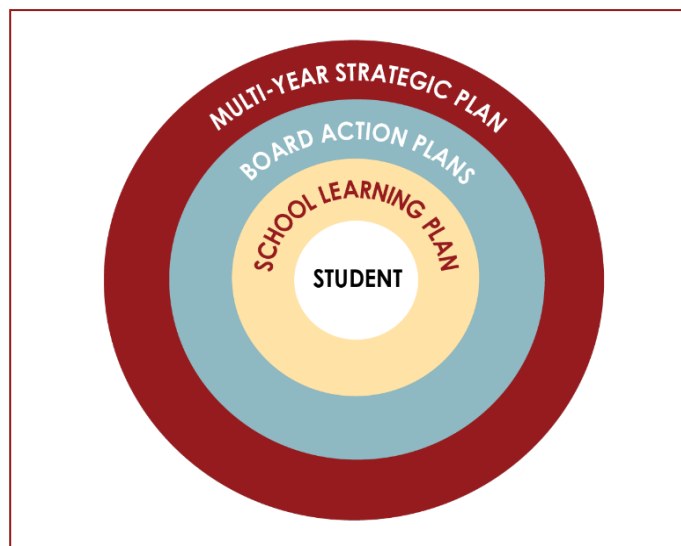 MULTI-YEAR STRATEGIC PLAN
BOARD ACTION PLANS
SCHOOL LEARNING PLAN
STUDENT